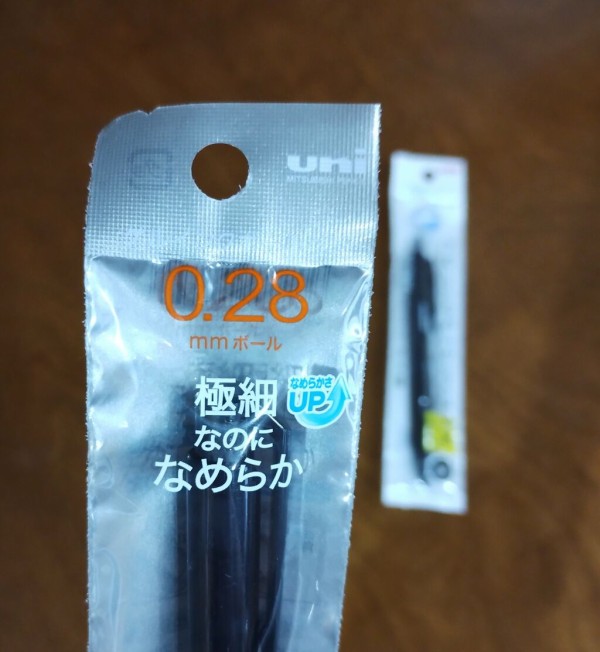 uni
0.28
mmボール
極細
なめらかさ
UP
なのに
なめらか